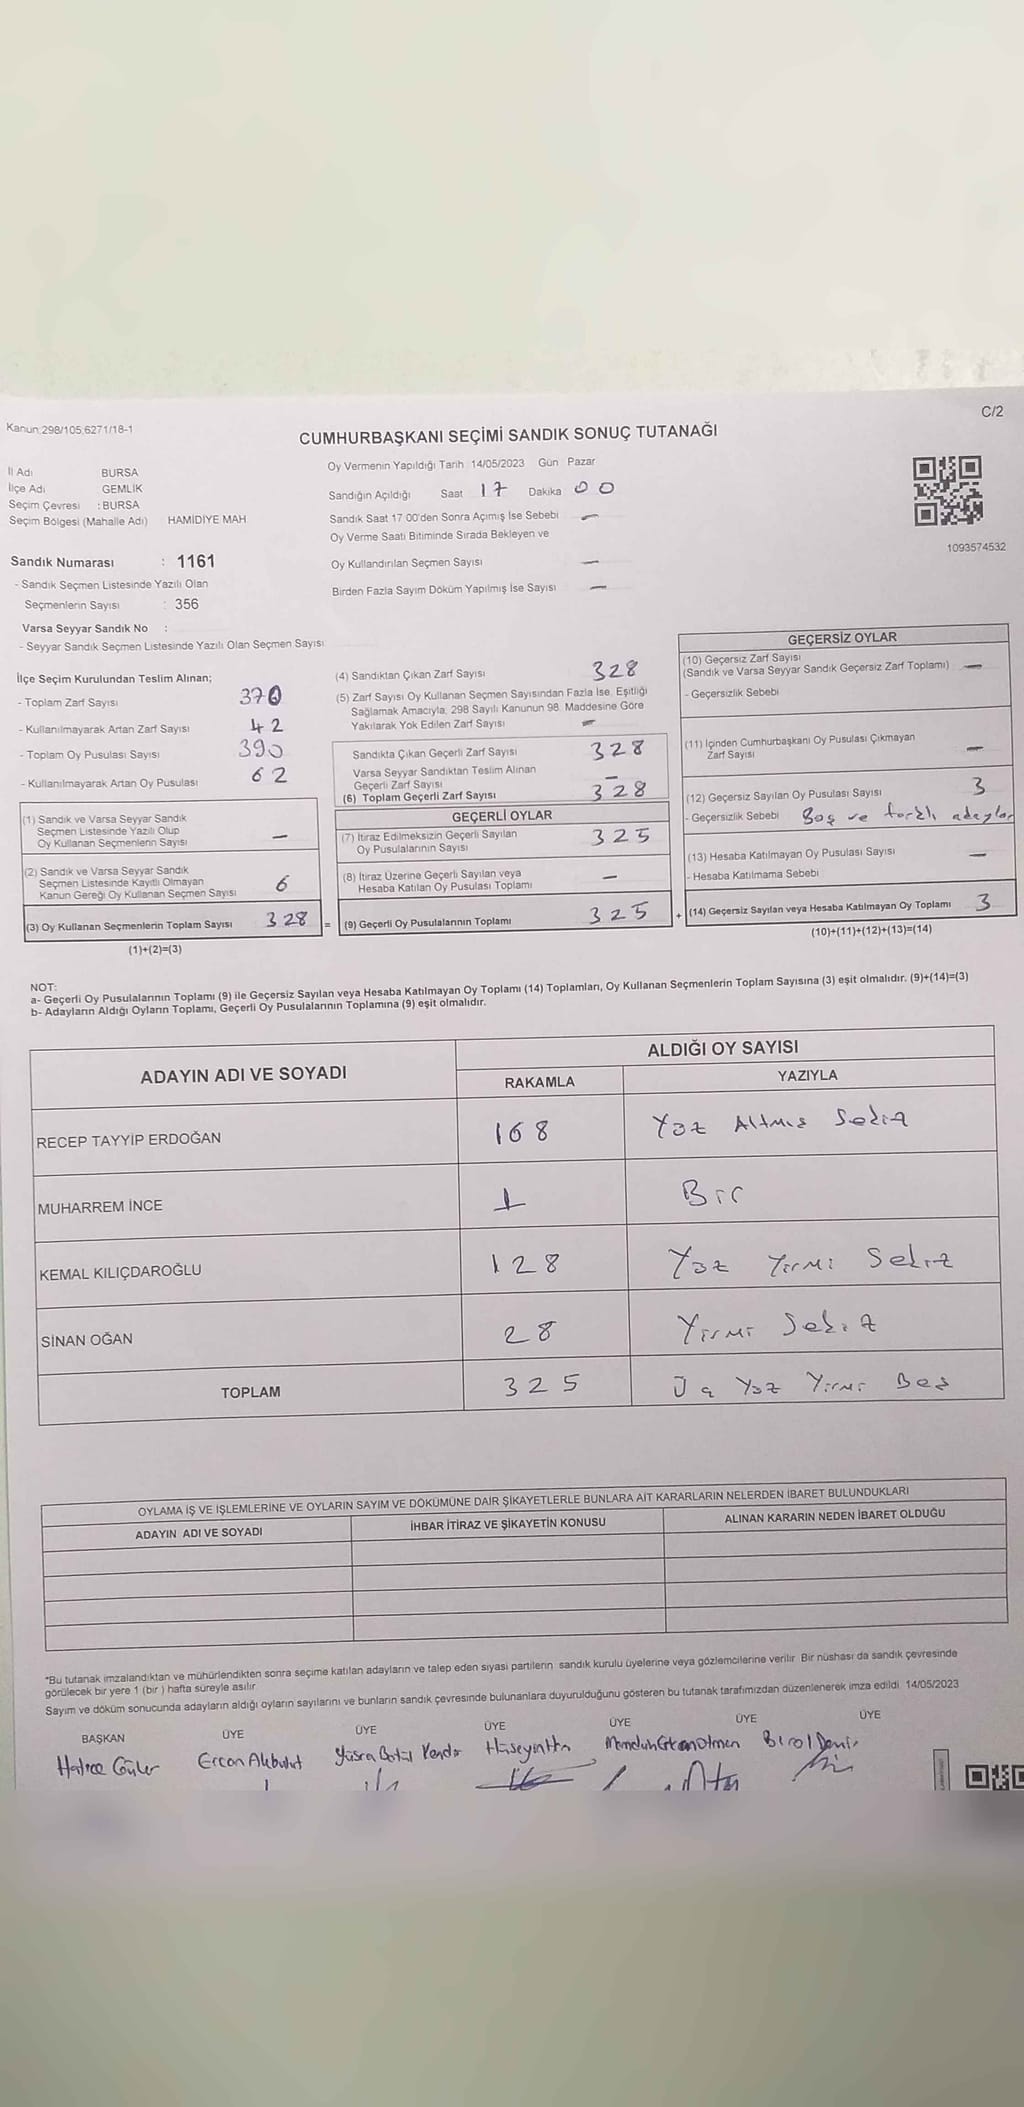 Kanun:298/105,6271/18-1
C/2
CUMHURBAŞKANI SEÇİMİ SANDIK SONUÇ TUTANAĞI
İl Adı BURSA
İlçe Adı GEMLİK
Seçim Çevresi : BURSA
Seçim Bölgesi (Mahalle Adı) HAMİDİYE MAH
Sandık Numarası : 1161
- Sandık Seçmen Listesinde Yazılı Olan
Seçmenlerin Sayısı : 356
Varsa Seyyar Sandık No :
- Seyyar Sandık Seçmen Listesinde Yazılı Olan Seçmen Sayısı
Oy Vermenin Yapıldığı Tarih 14/05/2023 Gün Pazar
Sandığın Açıldığı Saat 17 Dakika 00
Sandık Saat 17 00'den Sonra Açımış İse Sebebi —
Oy Verme Saati Bitiminde Sırada Bekleyen ve
Oy Kullandırılan Seçmen Sayısı —
Birden Fazla Sayım Döküm Yapılmış İse Sayısı —
1093574532
İlçe Seçim Kurulundan Teslim Alınan;
- Toplam Zarf Sayısı 370
- Kullanılmayarak Artan Zarf Sayısı 42
- Toplam Oy Pusulası Sayısı 390
- Kullanılmayarak Artan Oy Pusulası 62
(1) Sandık ve Varsa Seyyar Sandık
Seçmen Listesinde Yazılı Olup
Oy Kullanan Seçmenlerin Sayısı —
(2) Sandık ve Varsa Seyyar Sandık
Seçmen Listesinde Kayıtlı Olmayan
Kanun Gereği Oy Kullanan Seçmen Sayısı 6
(3) Oy Kullanan Seçmenlerin Toplam Sayısı 328 =
(1)+(2)=(3)
(4) Sandıktan Çıkan Zarf Sayısı 328
(5) Zarf Sayısı Oy Kullanan Seçmen Sayısından Fazla İse, Eşitliği
Sağlamak Amacıyla, 298 Sayılı Kanunun 98. Maddesine Göre
Yakılarak Yok Edilen Zarf Sayısı —
Sandıkta Çıkan Geçerli Zarf Sayısı 328
Varsa Seyyar Sandıktan Teslim Alınan
Geçerli Zarf Sayısı —
(6) Toplam Geçerli Zarf Sayısı 328
GEÇERLİ OYLAR
(7) İtiraz Edilmeksizin Geçerli Sayılan
Oy Pusulalarının Sayısı 325
(8) İtiraz Üzerine Geçerli Sayılan veya
Hesaba Katılan Oy Pusulası Toplamı —
(9) Geçerli Oy Pusulalarının Toplamı 325 +
GEÇERSİZ OYLAR
(10) Geçersiz Zarf Sayısı
(Sandık ve Varsa Seyyar Sandık Geçersiz Zarf Toplamı) —
- Geçersizlik Sebebi
(11) İçinden Cumhurbaşkanı Oy Pusulası Çıkmayan
Zarf Sayısı —
(12) Geçersiz Sayılan Oy Pusulası Sayısı 3
- Geçersizlik Sebebi Boş ve farklı adaylar
(13) Hesaba Katılmayan Oy Pusulası Sayısı —
- Hesaba Katılmama Sebebi
(14) Geçersiz Sayılan veya Hesaba Katılmayan Oy Toplamı 3
(10)+(11)+(12)+(13)=(14)
NOT:
a- Geçerli Oy Pusulalarının Toplamı (9) ile Geçersiz Sayılan veya Hesaba Katılmayan Oy Toplamı (14) Toplamları, Oy Kullanan Seçmenlerin Toplam Sayısına (3) eşit olmalıdır. (9)+(14)=(3)
b- Adayların Aldığı Oyların Toplamı, Geçerli Oy Pusulalarının Toplamına (9) eşit olmalıdır.
ADAYIN ADI VE SOYADI ALDIĞI OY SAYISI
RAKAMLA YAZIYLA
RECEP TAYYİP ERDOĞAN 168 Yüz Altmış Sekiz
MUHARREM İNCE 1 Bir
KEMAL KILIÇDAROĞLU 128 Yüz Yirmi Sekiz
SİNAN OĞAN 28 Yirmi Sekiz
TOPLAM 325 Üç Yüz Yirmi Beş
OYLAMA İŞ VE İŞLEMLERİNE VE OYLARIN SAYIM VE DÖKÜMÜNE DAİR ŞİKAYETLERLE BUNLARA AİT KARARLARIN NELERDEN İBARET BULUNDUKLARI
ADAYIN ADI VE SOYADI İHBAR İTİRAZ VE ŞİKAYETİN KONUSU ALINAN KARARIN NEDEN İBARET OLDUĞU
*Bu tutanak imzalandıktan ve mühürlendikten sonra seçime katılan adayların ve talep eden siyasi partilerin sandık kurulu üyelerine veya gözlemcilerine verilir Bir nüshası da sandık çevresinde
görülecek bir yere 1 (bir ) hafta süreyle asılır
Sayım ve döküm sonucunda adayların aldığı oyların sayılarını ve bunların sandık çevresinde bulunanlara duyurulduğunu gösteren bu tutanak tarafımızdan düzenlenerek imza edildi 14/05/2023
BAŞKAN ÜYE ÜYE ÜYE ÜYE ÜYE ÜYE
Hatice Güler Ercan Akbulut